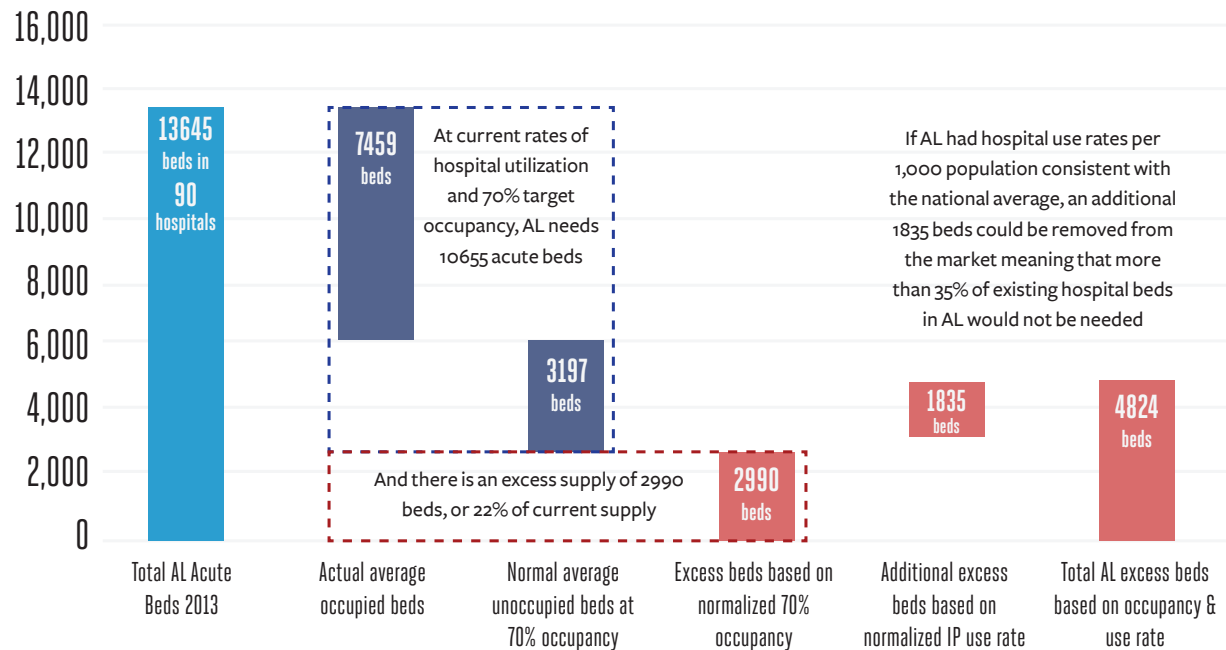 16,000
14,000
12,000
10,000
8,000
6,000
4,000
2,000
0
13645
beds in
90
hospitals
7459
beds
At current rates of
hospital utilization
and 70% target
occupancy, AL needs
10655 acute beds
3197
beds
And there is an excess supply of 2990
beds, or 22% of current supply
2990
beds
If AL had hospital use rates per
1,000 population consistent with
the national average, an additional
1835 beds could be removed from
the market meaning that more
than 35% of existing hospital beds
in AL would not be needed
1835
beds
4824
beds
Total AL Acute
Beds 2013
Actual average
occupied beds
Normal average
unoccupied beds at
70% occupancy
Excess beds based on
normalized 70%
occupancy
Additional excess
beds based on
normalized IP use rate
Total AL excess beds
based on occupancy &
use rate